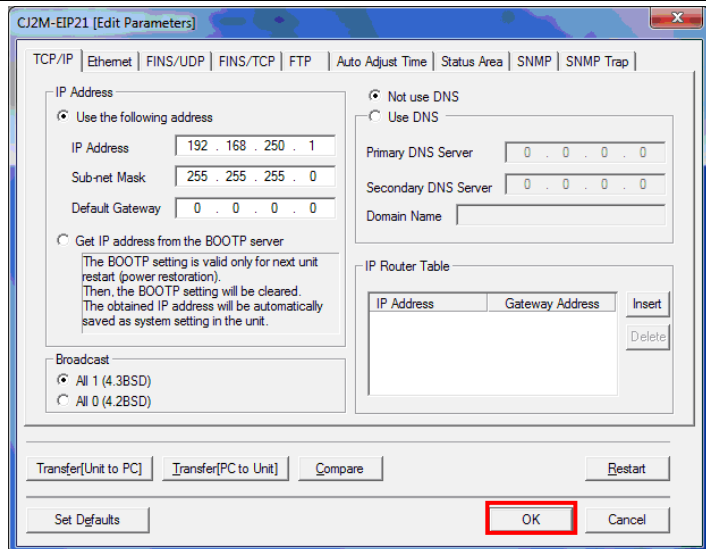 CJ2M-EIP21 [Edit Parameters]
TCP/IP Ethernet FINS/UDP FINS/TCP FTP Auto Adjust Time Status Area SNMP SNMP Trap
IP Address
Use the following address
IP Address 192 . 168 . 250 . 1
Sub-net Mask 255 . 255 . 255 . 0
Default Gateway 0 . 0 . 0 . 0
Get IP address from the BOOTP server
The BOOTP setting is valid only for next unit
restart (power restoration).
Then, the BOOTP setting will be cleared.
The obtained IP address will be automatically
saved as system setting in the unit.
Broadcast
All 1 (4.3BSD)
All 0 (4.2BSD)
Not use DNS
Use DNS
Primary DNS Server 0 . 0 . 0 . 0
Secondary DNS Server 0 . 0 . 0 . 0
Domain Name
IP Router Table
IP Address Gateway Address Insert
Delete
Transfer[Unit to PC] Transfer[PC to Unit] Compare Restart
Set Defaults OK Cancel